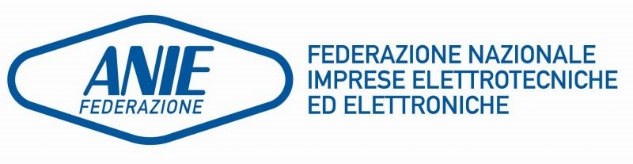 ANIE
FEDERAZIONE
FEDERAZIONE NAZIONALE
IMPRESE ELETTROTECNICHE
ED ELETTRONICHE